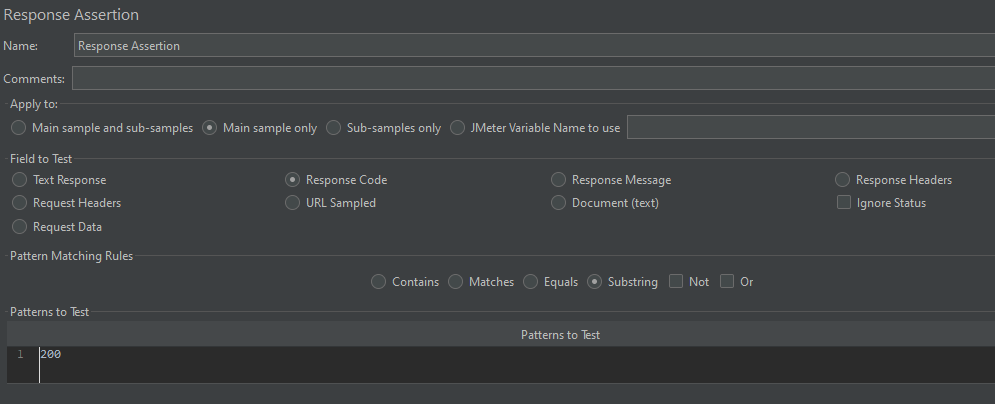 Response Assertion
Name: Response Assertion
Comments:
Apply to:
Main sample and sub-samples Main sample only Sub-samples only JMeter Variable Name to use
Field to Test
Text Response Response Code Response Message Response Headers
Request Headers URL Sampled Document (text) Ignore Status
Request Data
Pattern Matching Rules
Contains Matches Equals Substring Not Or
Patterns to Test
Patterns to Test
1 200